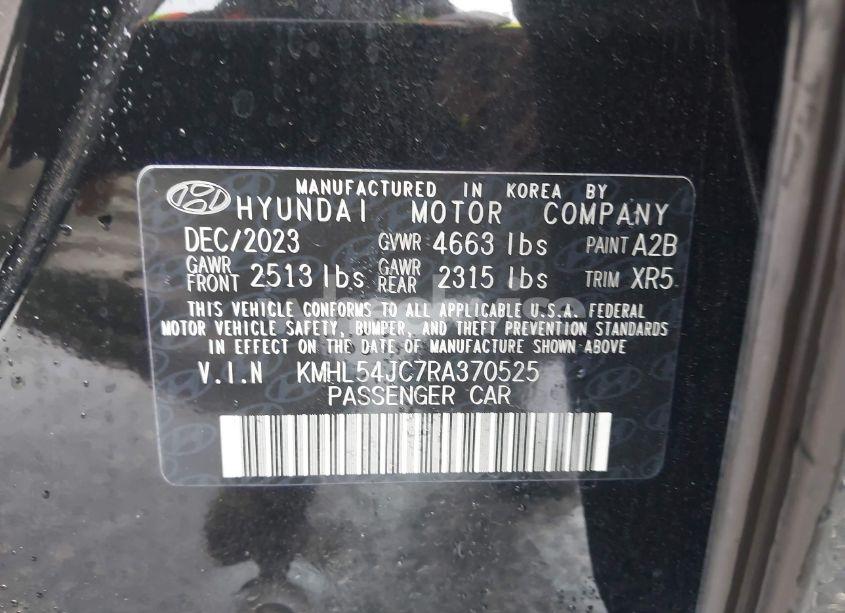 MANUFACTURED IN KOREA BY
HYUNDAI MOTOR COMPANY
DEC/2023 GVWR 4663 lbs PAINT A2B
GAWR FRONT 2513 lbs GAWR REAR 2315 lbs TRIM XR5
THIS VEHICLE CONFORMS TO ALL APPLICABLE U.S.A. FEDERAL
MOTOR VEHICLE SAFETY, BUMPER, AND THEFT PREVENTION STANDARDS
IN EFFECT ON THE DATE OF MANUFACTURE SHOWN ABOVE
V.I.N KMHL54JC7RA370525
PASSENGER CAR